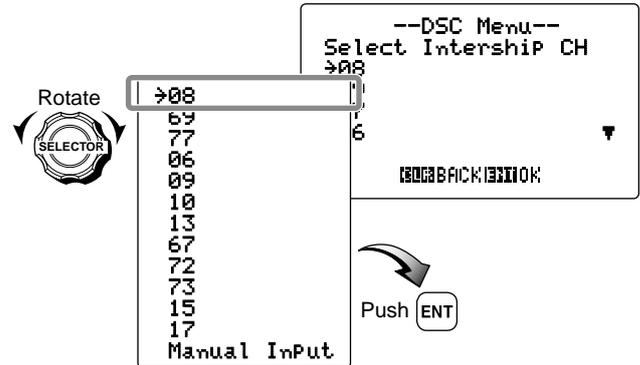 --DSC Menu--
Select Intership CH
→08
6
▼
BACK OK
Rotate
SELECTOR
→08
69
77
06
09
10
13
67
72
73
15
17
Manual Input
Push ENT